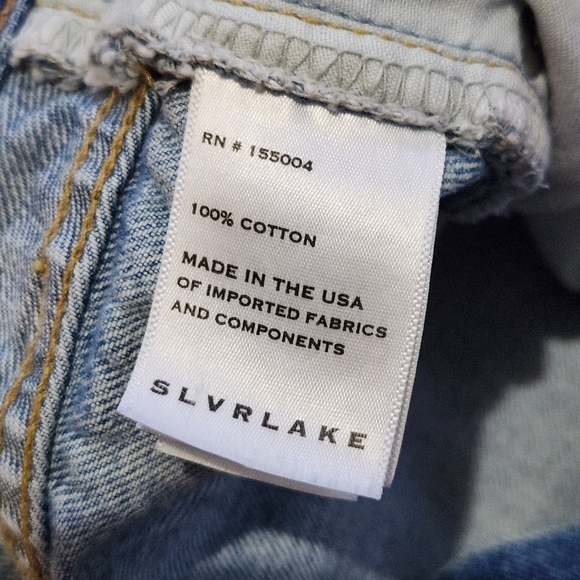 RN # 155004
100% COTTON
MADE IN THE USA
OF IMPORTED FABRICS
AND COMPONENTS
SLVRLAKE